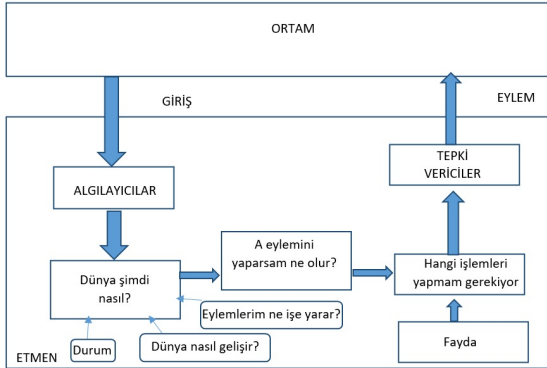 ORTAM
GİRİŞ
EYLEM
ALGILAYICILAR
TEPKİ
VERİCİLER
Dünya şimdi
nasıl?
A eylemini
yaparsam ne olur?
Hangi işlemleri
yapmam gerekiyor
Eylemlerim ne işe yarar?
Durum
Dünya nasıl gelişir?
Fayda
ETMEN